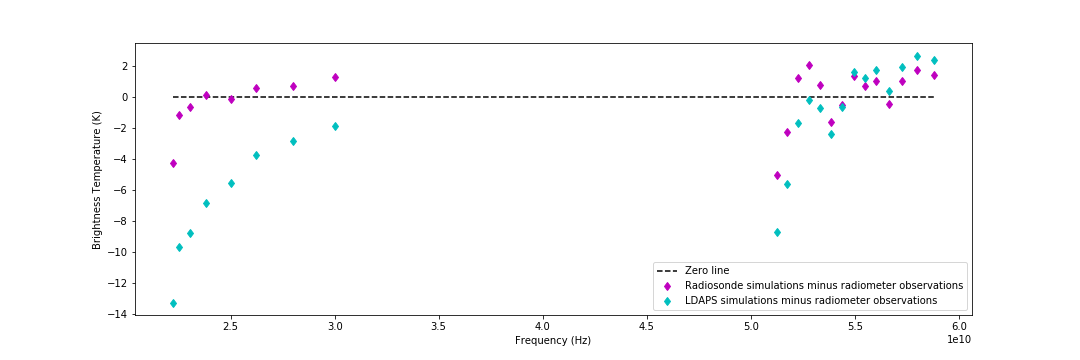 2
0
−2
−4
−6
−8
−10
−12
−14
Brightness Temperature (K)
2.5
3.0
3.5
4.0
4.5
5.0
5.5
6.0
1e10
Frequency (Hz)
Zero line
Radiosonde simulations minus radiometer observations
LDAPS simulations minus radiometer observations